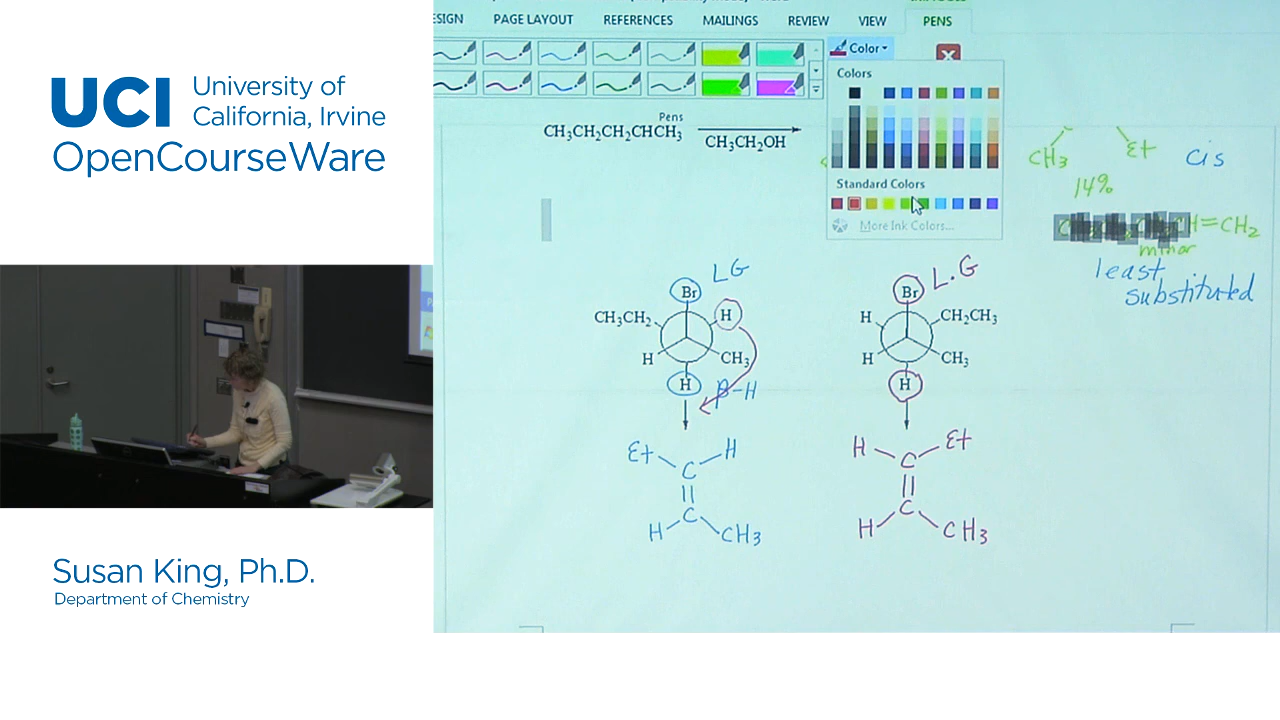 UCI University of
California, Irvine
OpenCourseWare
Susan King, Ph.D.
Department of Chemistry
PAGE LAYOUT REFERENCES MAILINGS REVIEW VIEW PENS
Color
Colors
Standard Colors
More Ink Colors...
Pens
CH3CH2CH2CHCH3
CH3CH2OH
CH3 Et cis
14%
H=CH2
minor
least
substituted
LG
Br
CH3CH2 H
H CH3
H
β-H
Et H
C
C
H CH3
L.G
Br
H CH2CH3
H CH3
H
H Et
C
C
H CH3